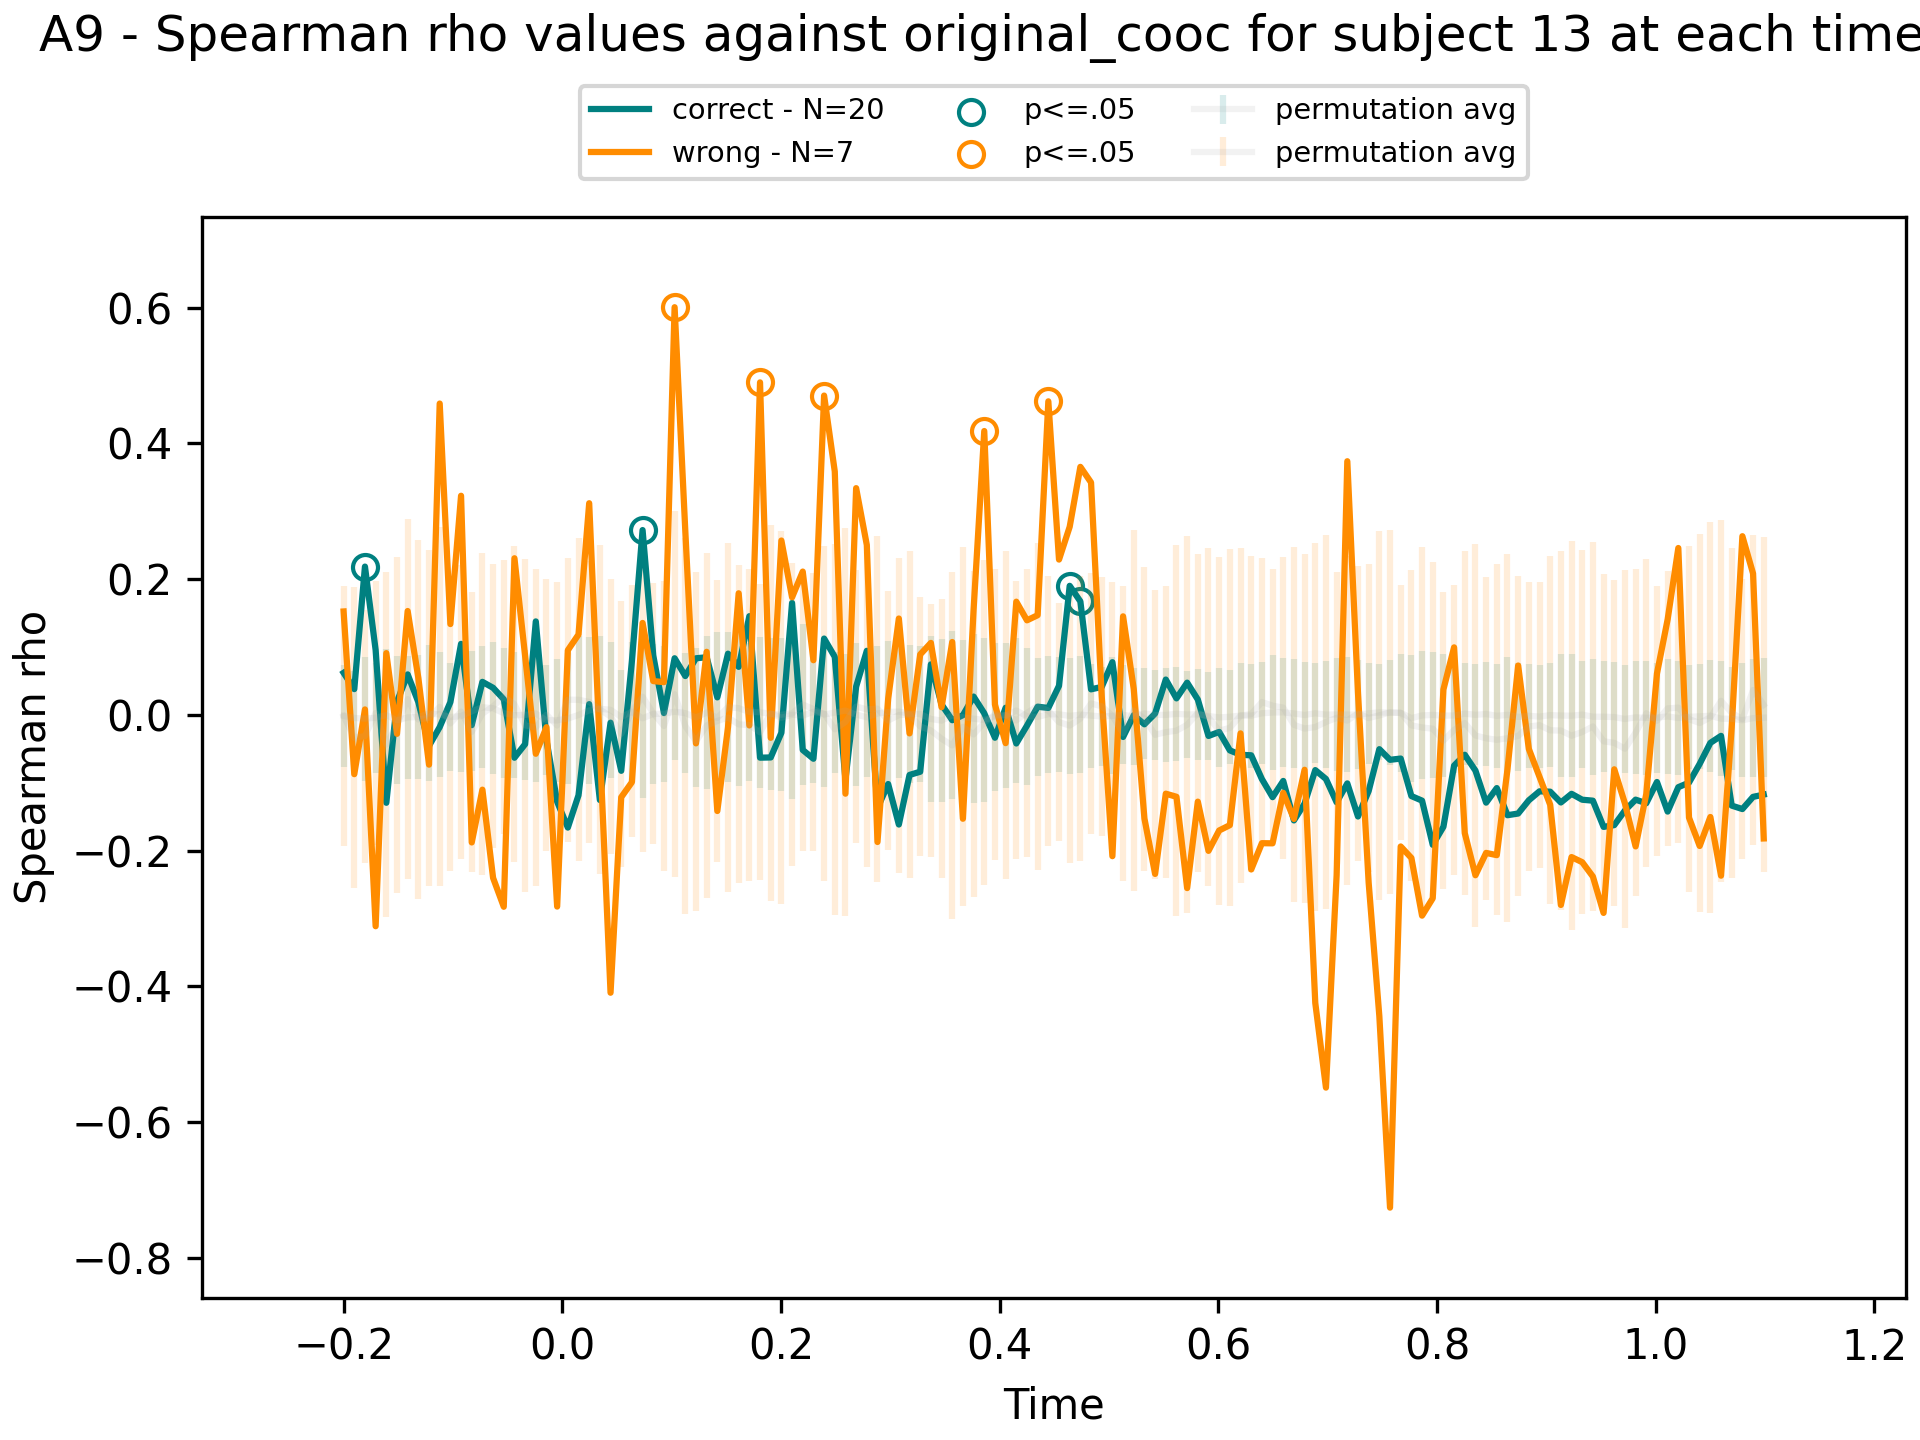 A9 - Spearman rho values against original_cooc for subject 13 at each time
correct - N=20
wrong - N=7
p<=.05
p<=.05
permutation avg
permutation avg
Spearman rho
0.6
0.4
0.2
0.0
−0.2
−0.4
−0.6
−0.8
−0.2 0.0 0.2 0.4 0.6 0.8 1.0 1.2
Time